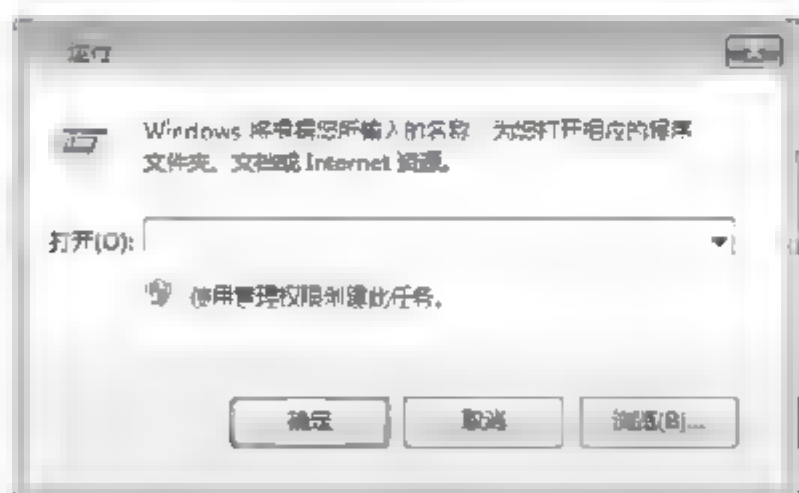 运行
Windows 将根据您所输入的名称，为您打开相应的程序、
文件夹、文档或 Internet 资源。
打开(O):
使用管理权限创建此任务。
确定
取消
浏览(B)...